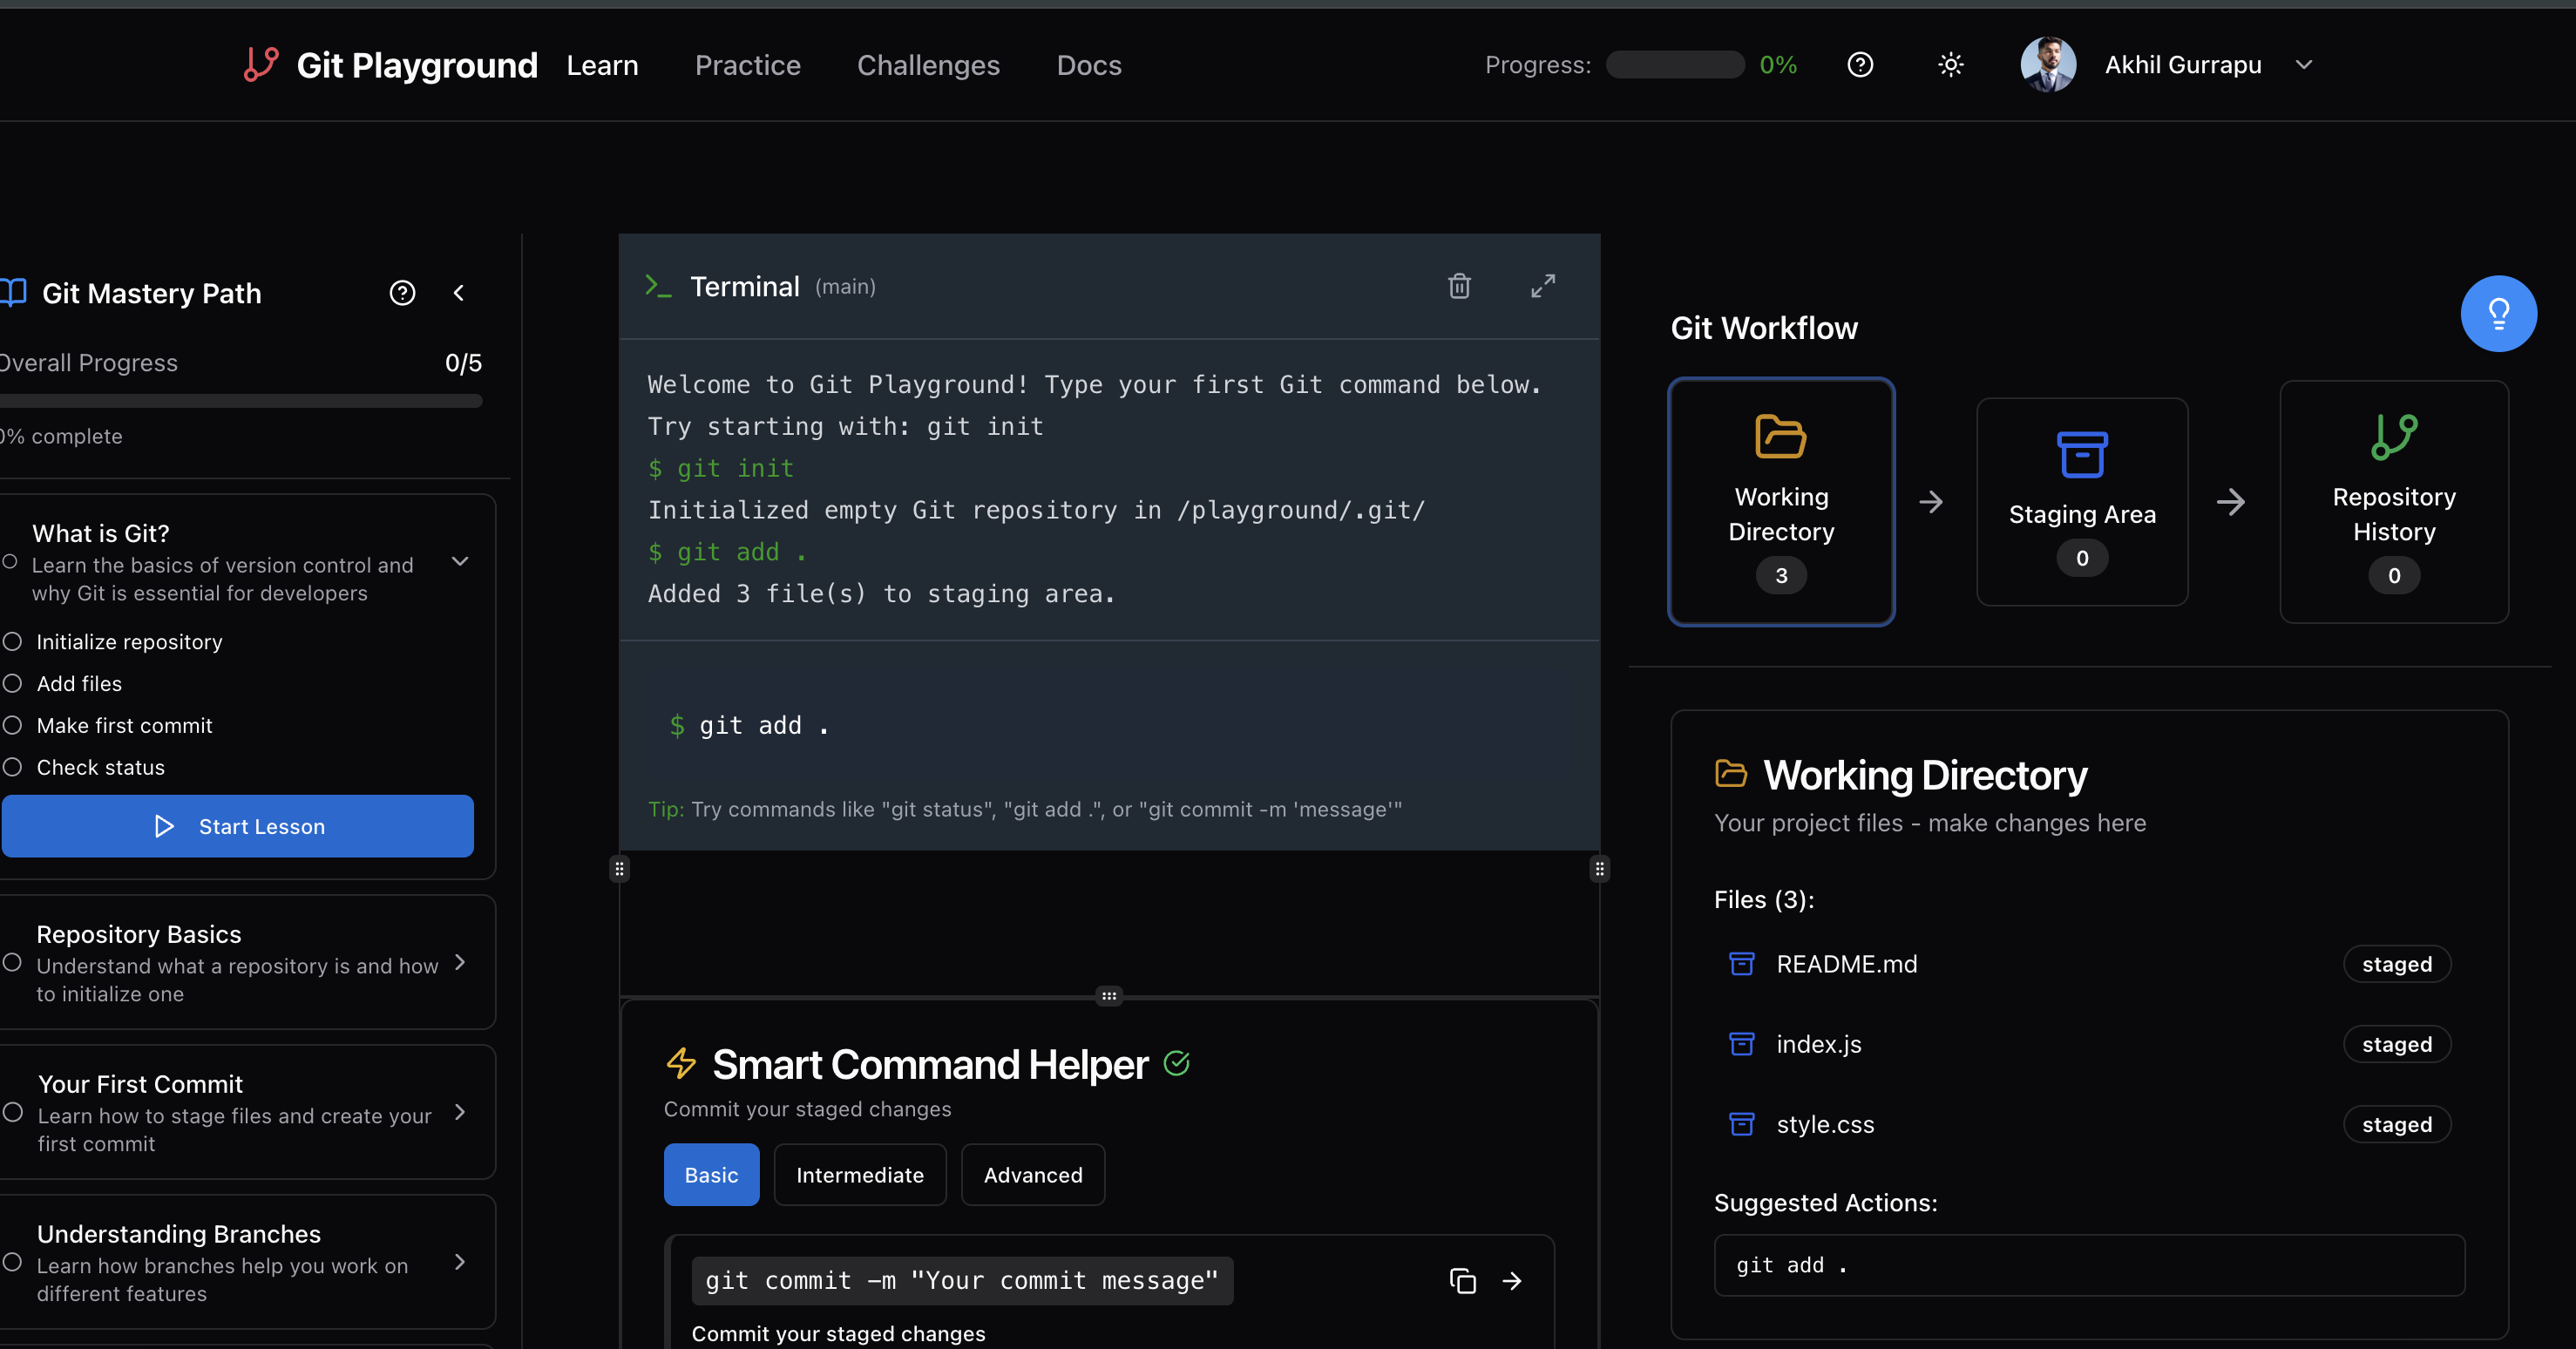 Git Playground
Learn
Practice
Challenges
Docs
Progress:
0%
Akhil Gurrapu
Git Mastery Path
Overall Progress
0/5
0% complete
What is Git?
Learn the basics of version control and
why Git is essential for developers
Initialize repository
Add files
Make first commit
Check status
Start Lesson
Repository Basics
Understand what a repository is and how
to initialize one
Your First Commit
Learn how to stage files and create your
first commit
Understanding Branches
Learn how branches help you work on
different features
Terminal (main)
Welcome to Git Playground! Type your first Git command below.
Try starting with: git init
$ git init
Initialized empty Git repository in /playground/.git/
$ git add .
Added 3 file(s) to staging area.
$ git add .
Tip: Try commands like "git status", "git add .", or "git commit -m 'message'"
Smart Command Helper
Commit your staged changes
Basic
Intermediate
Advanced
git commit -m "Your commit message"
Commit your staged changes
Git Workflow
Working
Directory
3
Staging Area
0
Repository
History
0
Working Directory
Your project files - make changes here
Files (3):
README.md
staged
index.js
staged
style.css
staged
Suggested Actions:
git add .